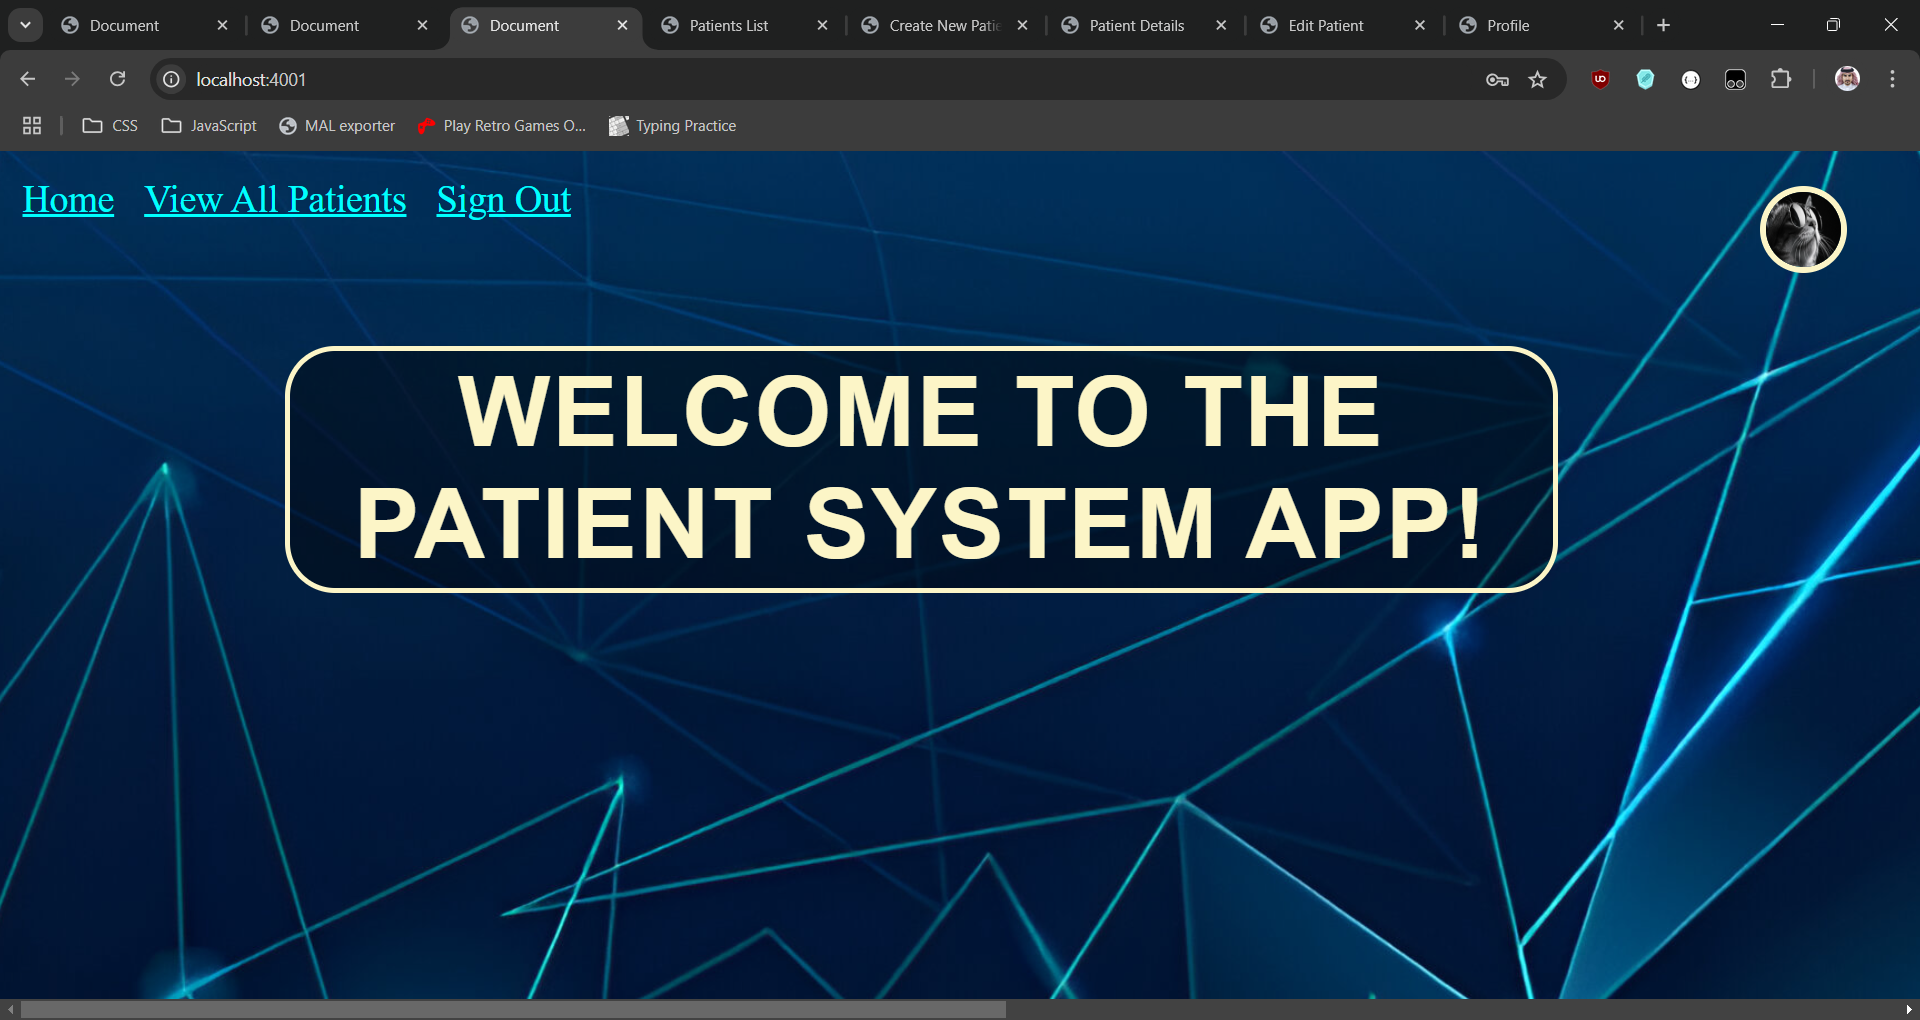 Document
Document
Document
Patients List
Create New Patie
Patient Details
Edit Patient
Profile
localhost:4001
CSS
JavaScript
MAL exporter
Play Retro Games O...
Typing Practice
Home
View All Patients
Sign Out
WELCOME TO THE
PATIENT SYSTEM APP!